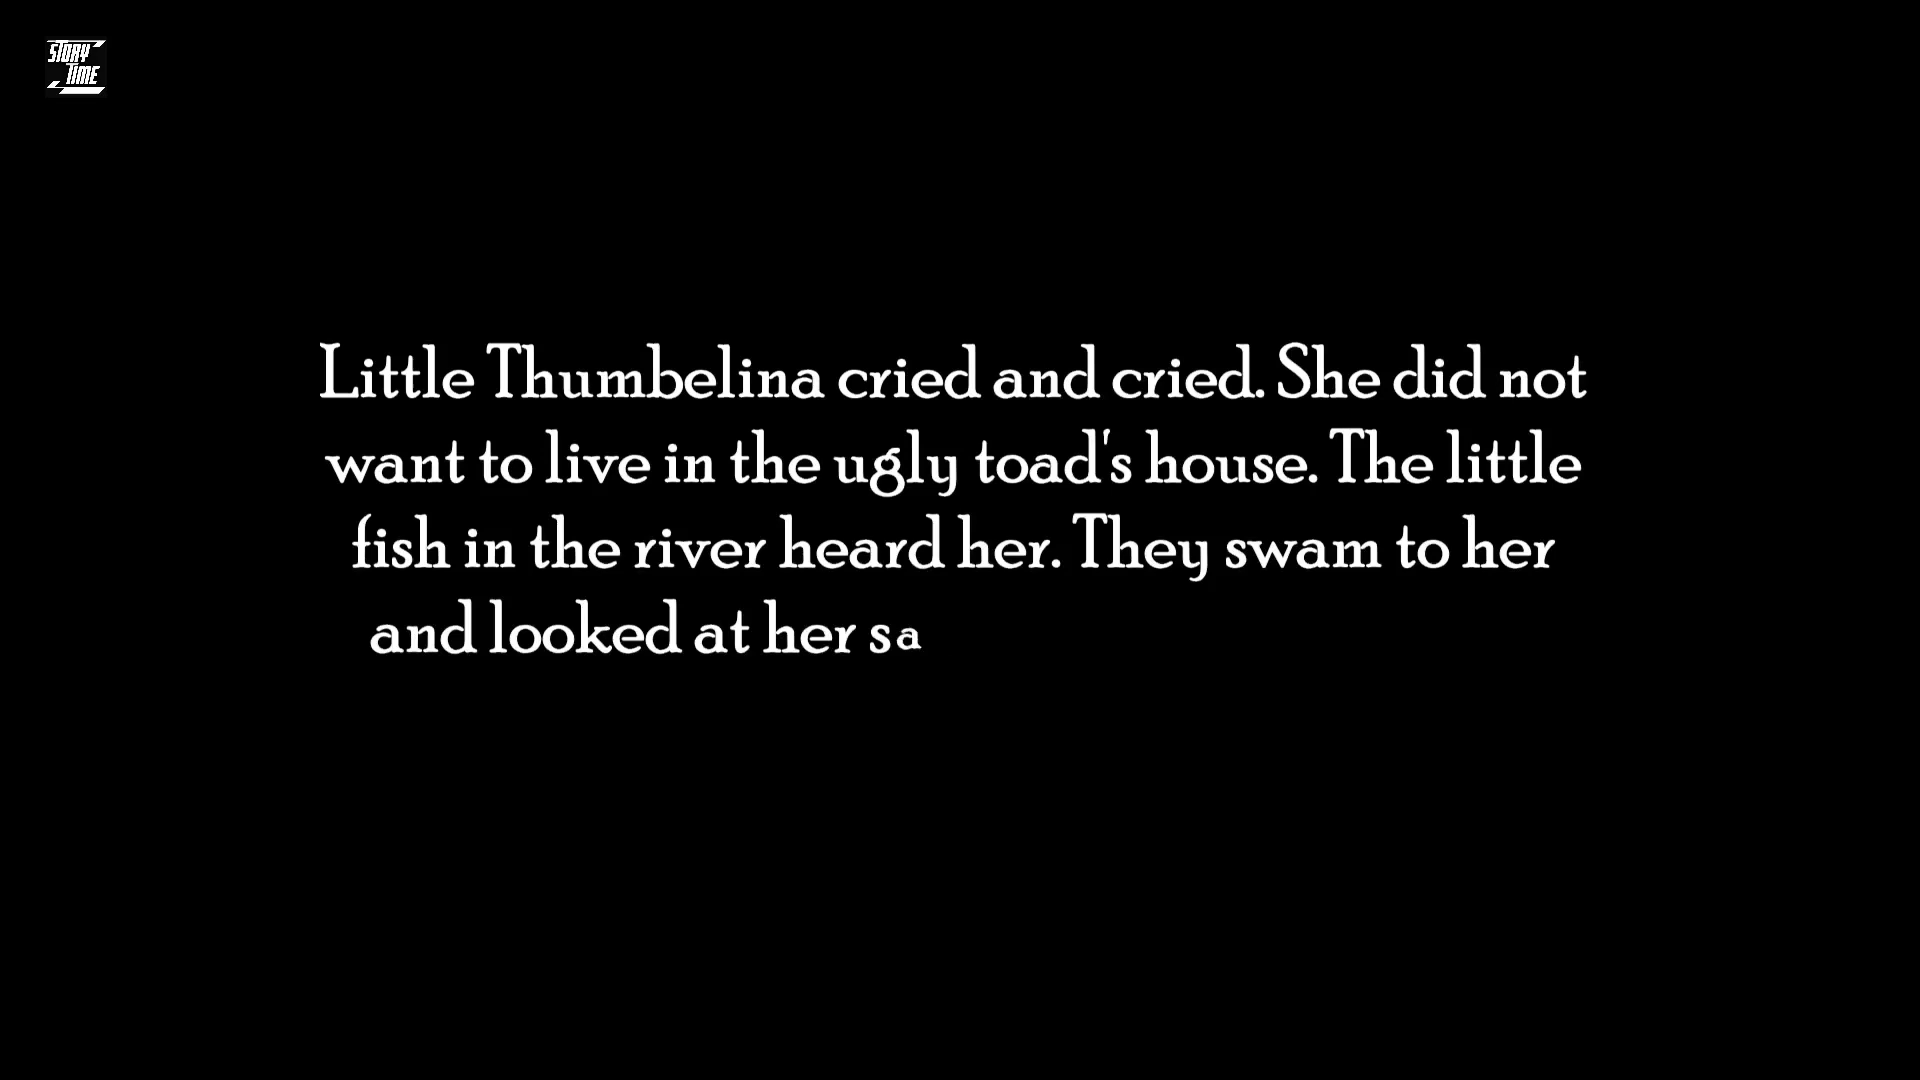 STORY
TIME
Little Thumbelina cried and cried. She did not
want to live in the ugly toad's house. The little
fish in the river heard her. They swam to her
and looked at her sa